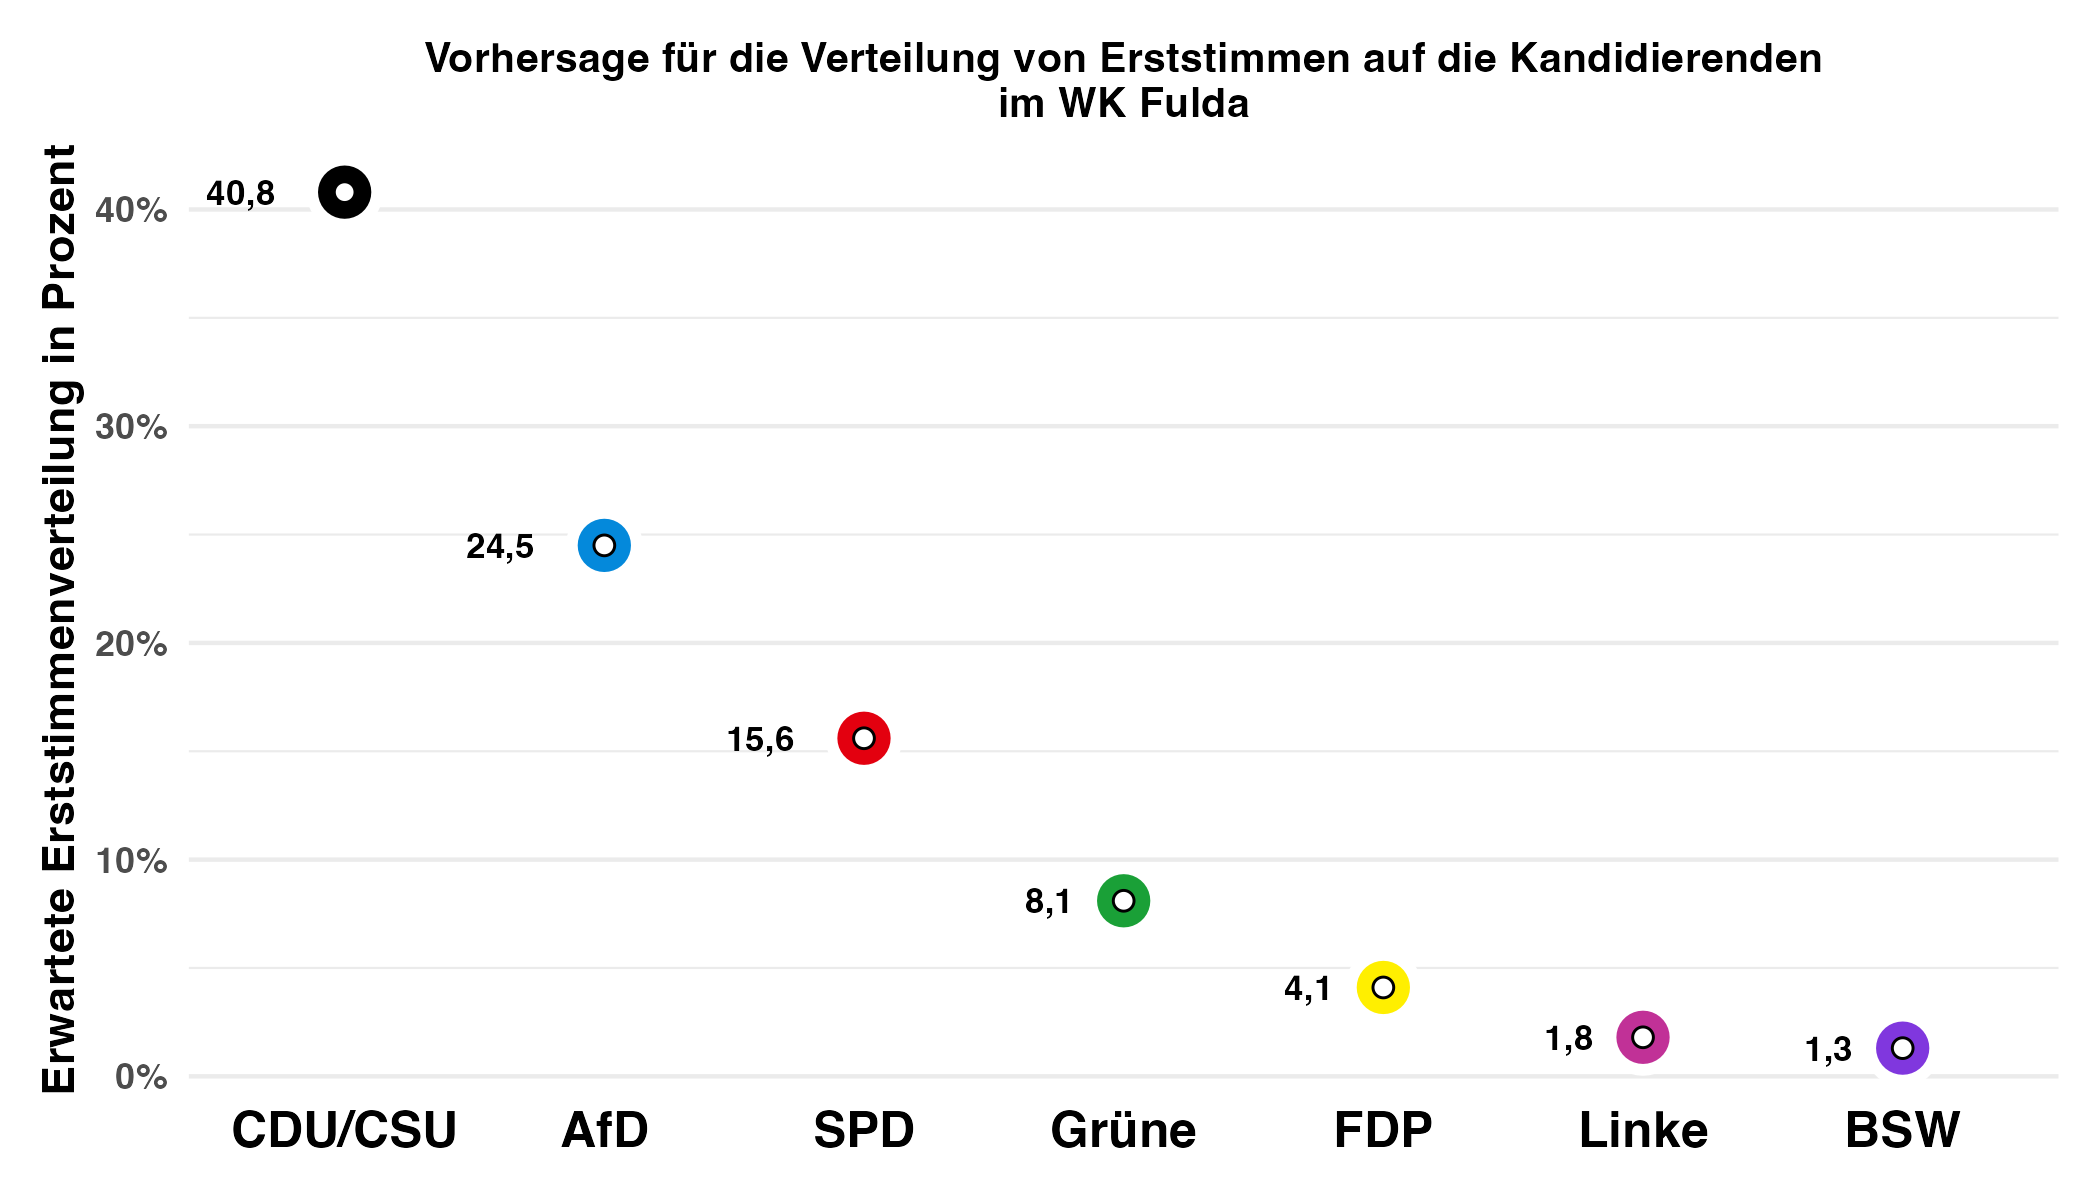 Vorhersage für die Verteilung von Erststimmen auf die Kandidierenden
im WK Fulda
Erwartete Erststimmenverteilung in Prozent
40%
30%
20%
10%
0%
40,8
24,5
15,6
8,1
4,1
1,8
1,3
CDU/CSU
AfD
SPD
Grüne
FDP
Linke
BSW